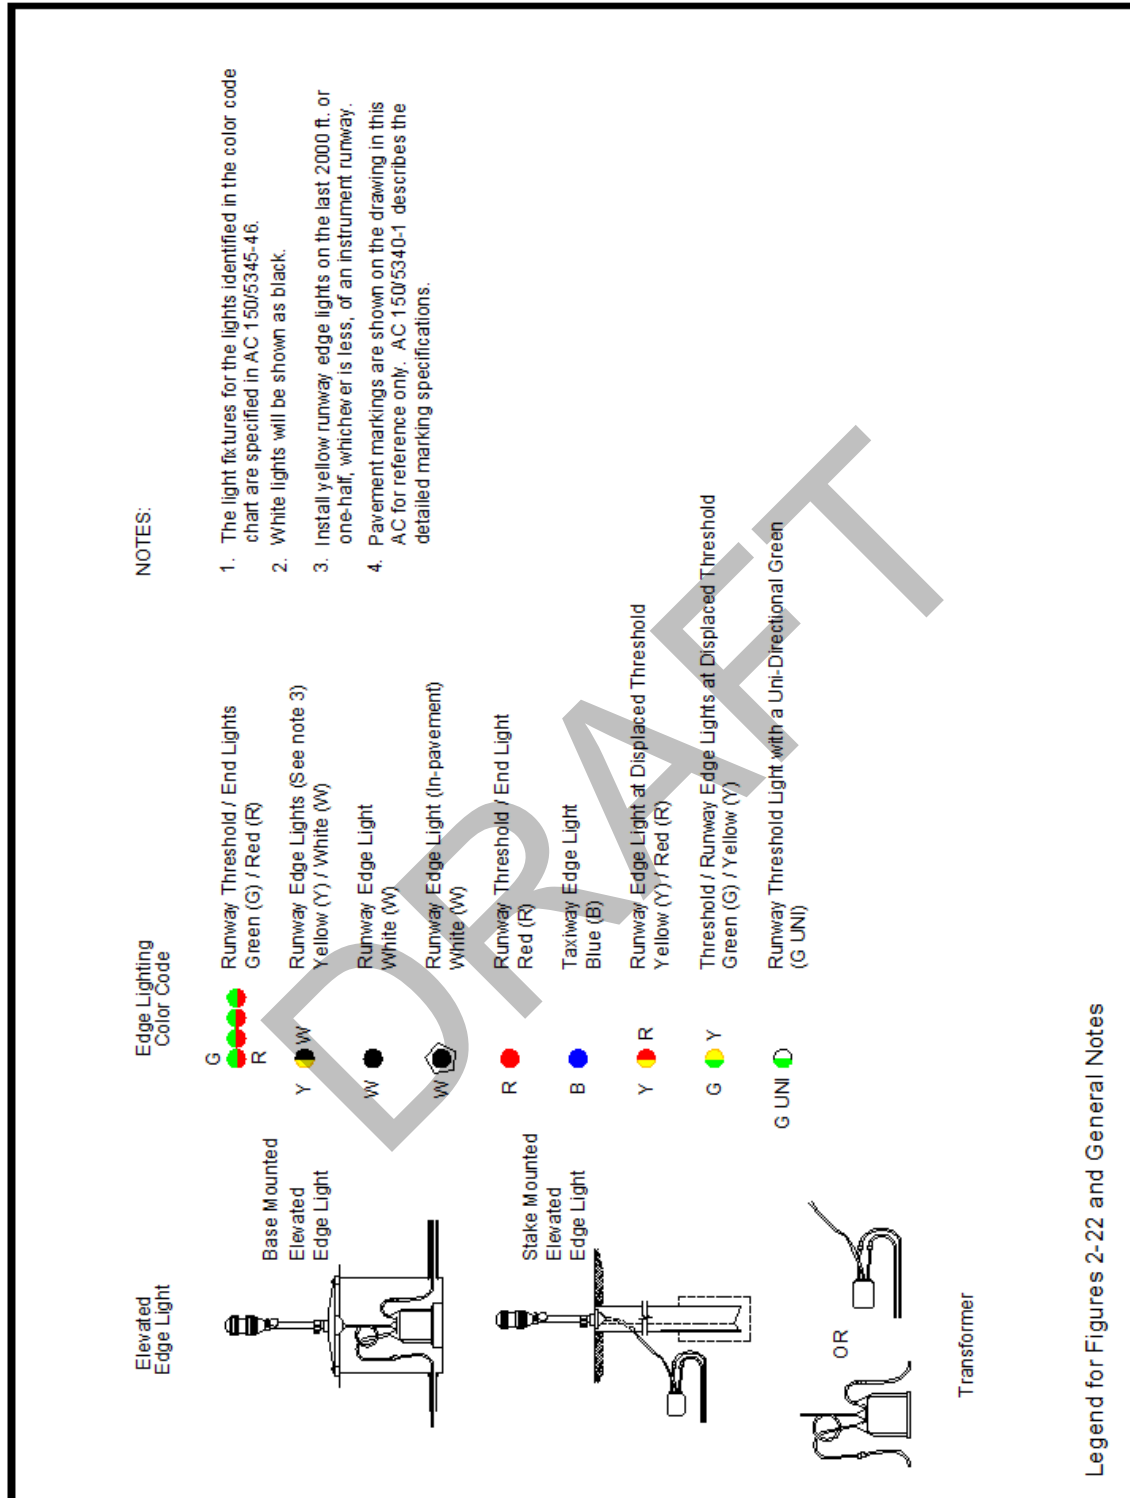 Elevated
Edge Light
Base Mounted
Elevated
Edge Light
Stake Mounted
Elevated
Edge Light
OR
Transformer
Edge Lighting
Color Code
G
R
Runway Threshold / End Lights
Green (G) / Red (R)
Y
W
Runway Edge Lights (See note 3)
Yellow (Y) / White (W)
W
Runway Edge Light
White (W)
W
Runway Edge Light (In-pavement)
White (W)
R
Runway Threshold / End Light
Red (R)
B
Taxiway Edge Light
Blue (B)
Y
R
Runway Edge Light at Displaced Threshold
Yellow (Y) / Red (R)
G
Y
Threshold / Runway Edge Lights at Displaced Threshold
Green (G) / Yellow (Y)
G UNI
Runway Threshold Light with a Uni-Directional Green
(G UNI)
NOTES:
1. The light fixtures for the lights identified in the color code
chart are specified in AC 150/5345-46.
2. White lights will be shown as black.
3. Install yellow runway edge lights on the last 2000 ft. or
one-half, whichever is less, of an instrument runway.
4. Pavement markings are shown on the drawing in this
AC for reference only. AC 150/5340-1 describes the
detailed marking specifications.
Legend for Figures 2-22 and General Notes
DRAFT